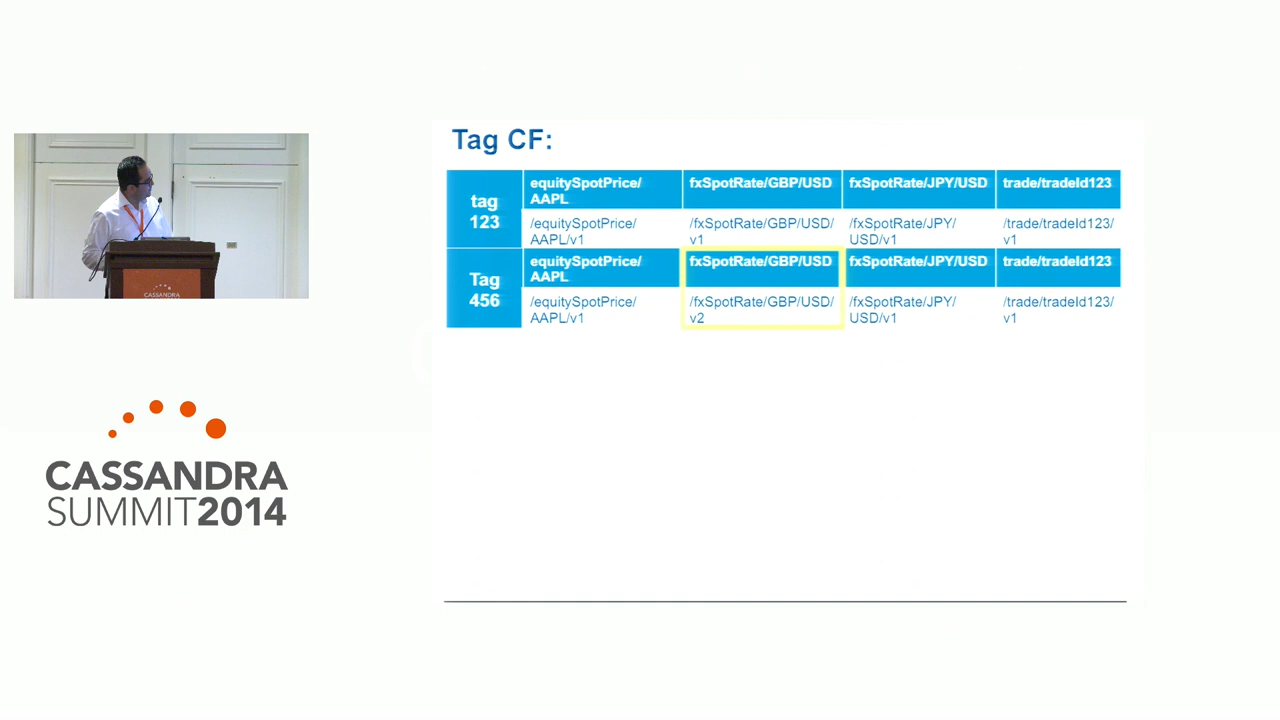 Tag CF:
tag
123
equitySpotPrice/
AAPL
fxSpotRate/GBP/USD
fxSpotRate/JPY/USD
trade/tradeId123
/equitySpotPrice/
AAPL/v1
/fxSpotRate/GBP/USD/
v1
/fxSpotRate/JPY/
USD/v1
/trade/tradeId123/
v1
Tag
456
equitySpotPrice/
AAPL
fxSpotRate/GBP/USD
fxSpotRate/JPY/USD
trade/tradeId123
/equitySpotPrice/
AAPL/v1
/fxSpotRate/GBP/USD/
v2
/fxSpotRate/JPY/
USD/v1
/trade/tradeId123/
v1
CASSANDRA
CASSANDRA
SUMMIT2014